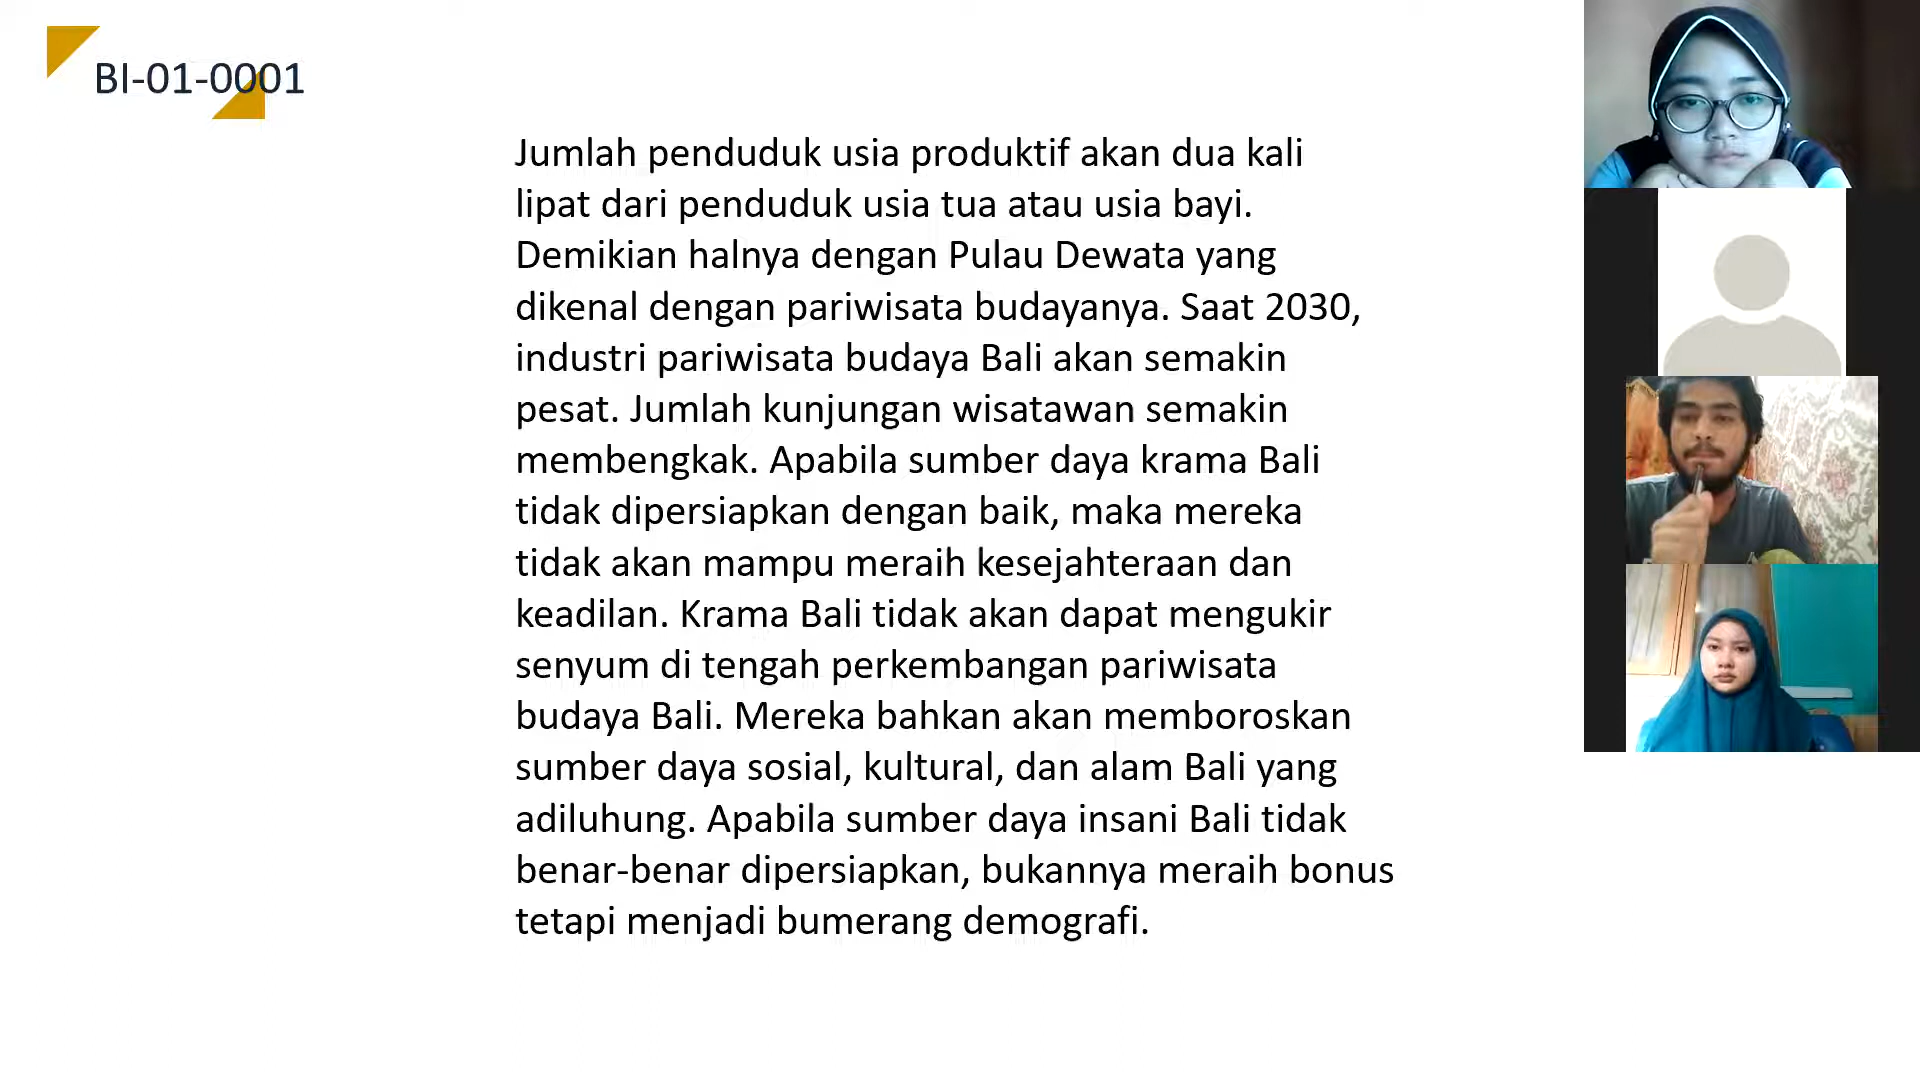 BI-01-0001
Jumlah penduduk usia produktif akan dua kali
lipat dari penduduk usia tua atau usia bayi.
Demikian halnya dengan Pulau Dewata yang
dikenal dengan pariwisata budayanya. Saat 2030,
industri pariwisata budaya Bali akan semakin
pesat. Jumlah kunjungan wisatawan semakin
membengkak. Apabila sumber daya krama Bali
tidak dipersiapkan dengan baik, maka mereka
tidak akan mampu meraih kesejahteraan dan
keadilan. Krama Bali tidak akan dapat mengukir
senyum di tengah perkembangan pariwisata
budaya Bali. Mereka bahkan akan memboroskan
sumber daya sosial, kultural, dan alam Bali yang
adiluhung. Apabila sumber daya insani Bali tidak
benar-benar dipersiapkan, bukannya meraih bonus
tetapi menjadi bumerang demografi.